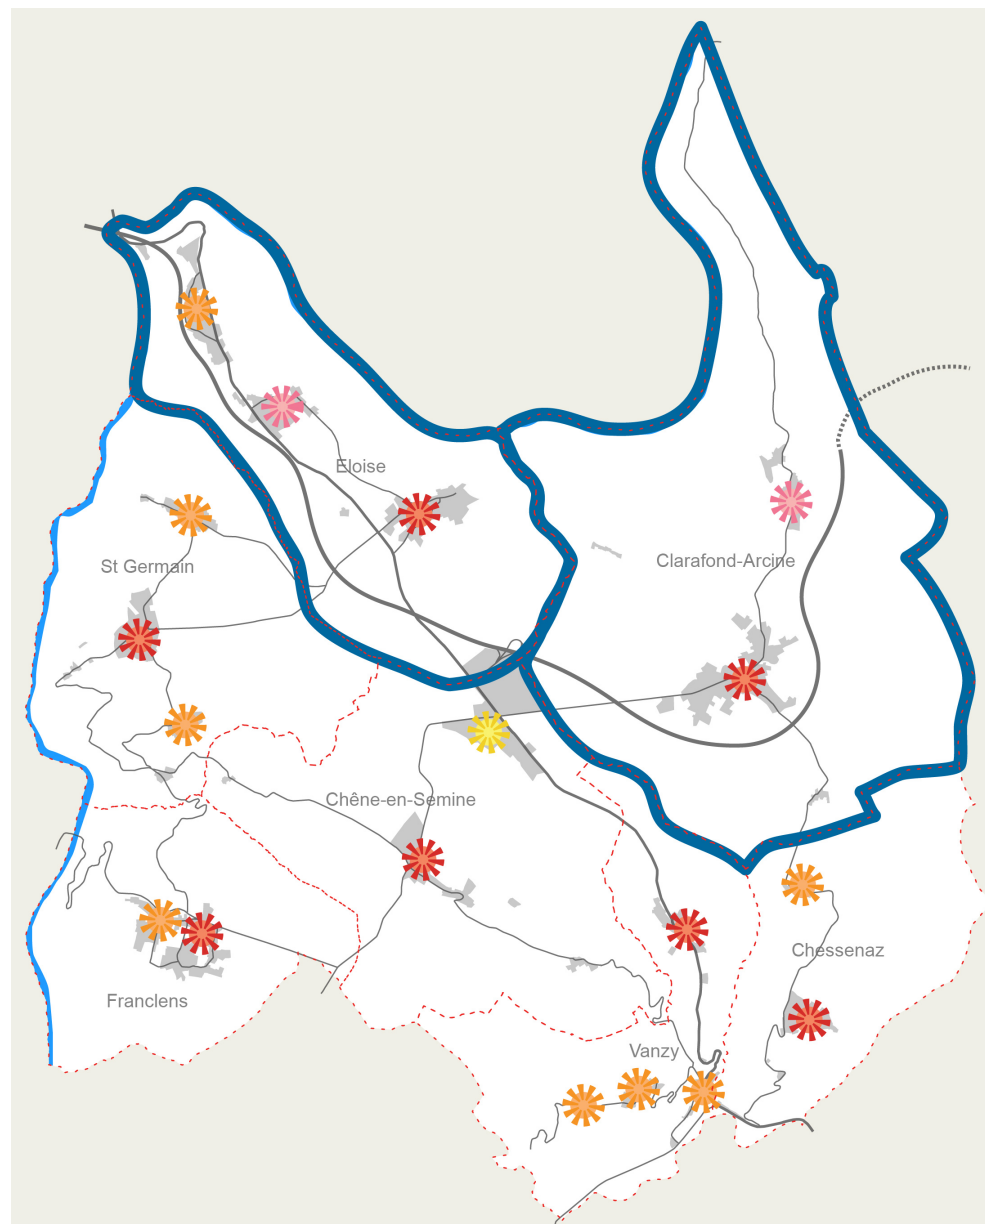 Eloise
St Germain
Clarafond-Arcine
Chêne-en-Semine
Chessenaz
Franclens
Vanzy